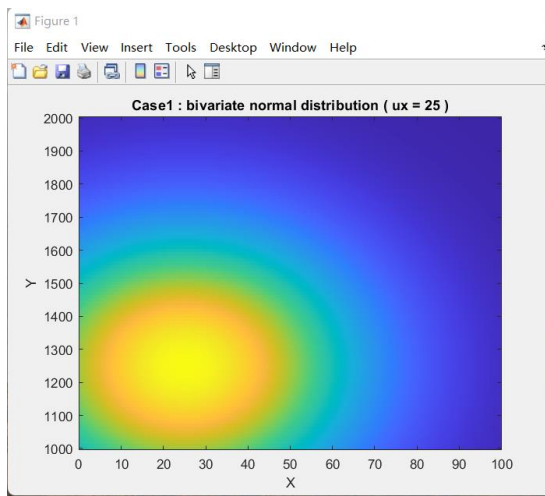 Figure 1
File Edit View Insert Tools Desktop Window Help
Case1 : bivariate normal distribution ( ux = 25 )
2000
1900
1800
1700
1600
1500
1400
1300
1200
1100
1000
Y
0 10 20 30 40 50 60 70 80 90 100
X